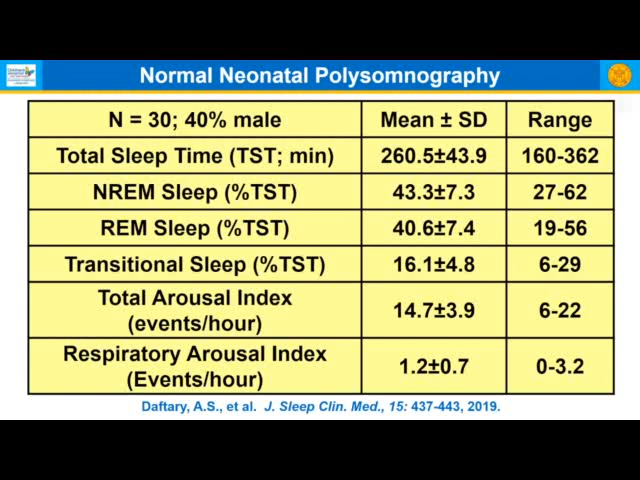 Normal Neonatal Polysomnography
N = 30; 40% male Mean ± SD Range
Total Sleep Time (TST; min) 260.5±43.9 160-362
NREM Sleep (%TST) 43.3±7.3 27-62
REM Sleep (%TST) 40.6±7.4 19-56
Transitional Sleep (%TST) 16.1±4.8 6-29
Total Arousal Index
(events/hour) 14.7±3.9 6-22
Respiratory Arousal Index
(Events/hour) 1.2±0.7 0-3.2
Daftary, A.S., et al. J. Sleep Clin. Med., 15: 437-443, 2019.